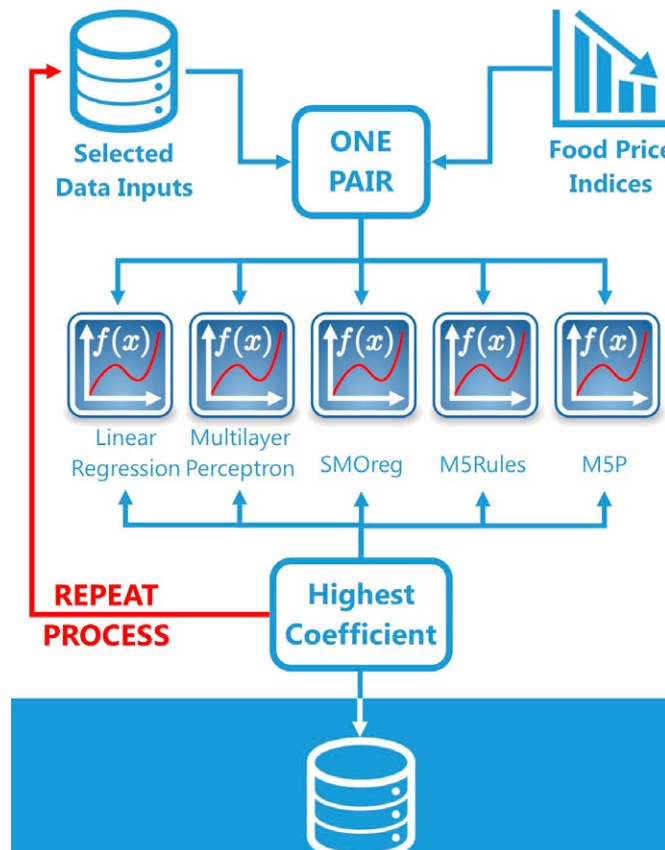 Selected
Data Inputs
ONE
PAIR
Food Price
Indices
f(x)
f(x)
f(x)
f(x)
f(x)
Linear
Regression
Multilayer
Perceptron
SMOreg
M5Rules
M5P
REPEAT
PROCESS
Highest
Coefficient